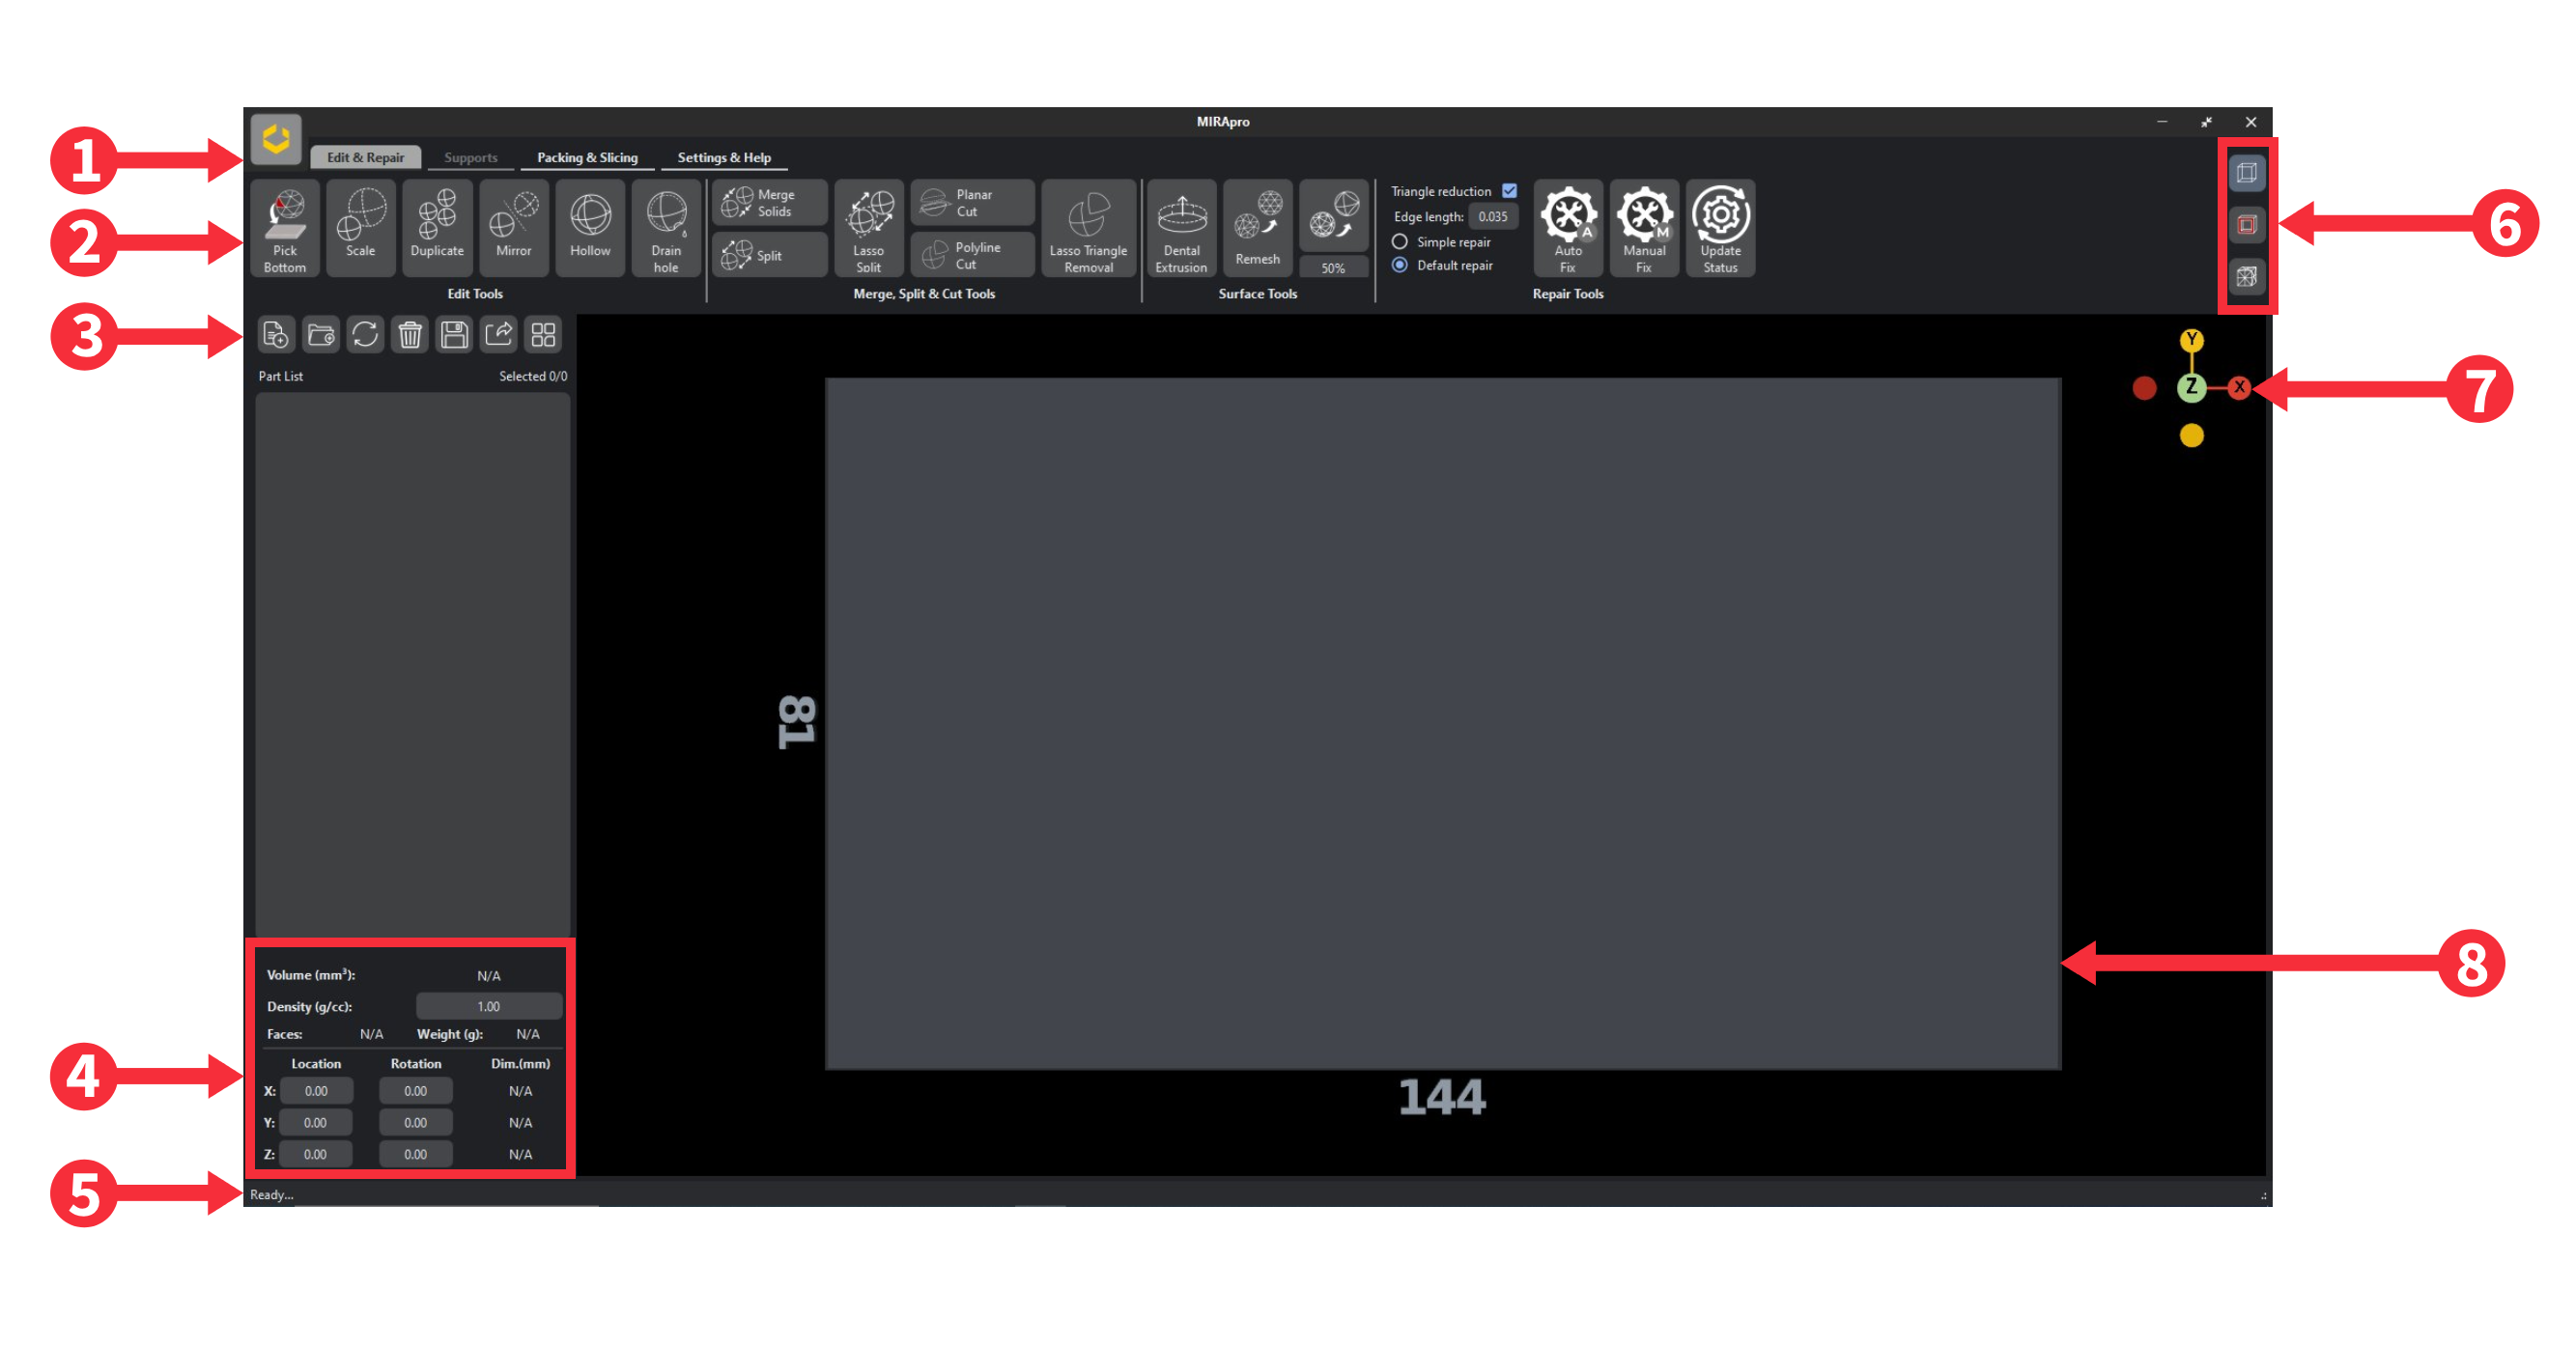 MIRApro
1
Edit & Repair
Supports
Packing & Slicing
Settings & Help
2
Pick
Bottom
Scale
Duplicate
Mirror
Hollow
Drain
hole
Edit Tools
Merge
Solids
Split
Lasso
Split
Planar
Cut
Polyline
Cut
Lasso Triangle
Removal
Merge, Split & Cut Tools
Dental
Extrusion
Remesh
50%
Surface Tools
Triangle reduction
Edge length: 0.035
Simple repair
Default repair
A
Auto
Fix
M
Manual
Fix
Update
Status
Repair Tools
6
3
Part List
Selected 0/0
Y
Z
X
7
81
144
8
4
Volume (mm³): N/A
Density (g/cc): 1.00
Faces: N/A Weight (g): N/A
Location Rotation Dim.(mm)
X: 0.00 0.00 N/A
Y: 0.00 0.00 N/A
Z: 0.00 0.00 N/A
5
Ready...